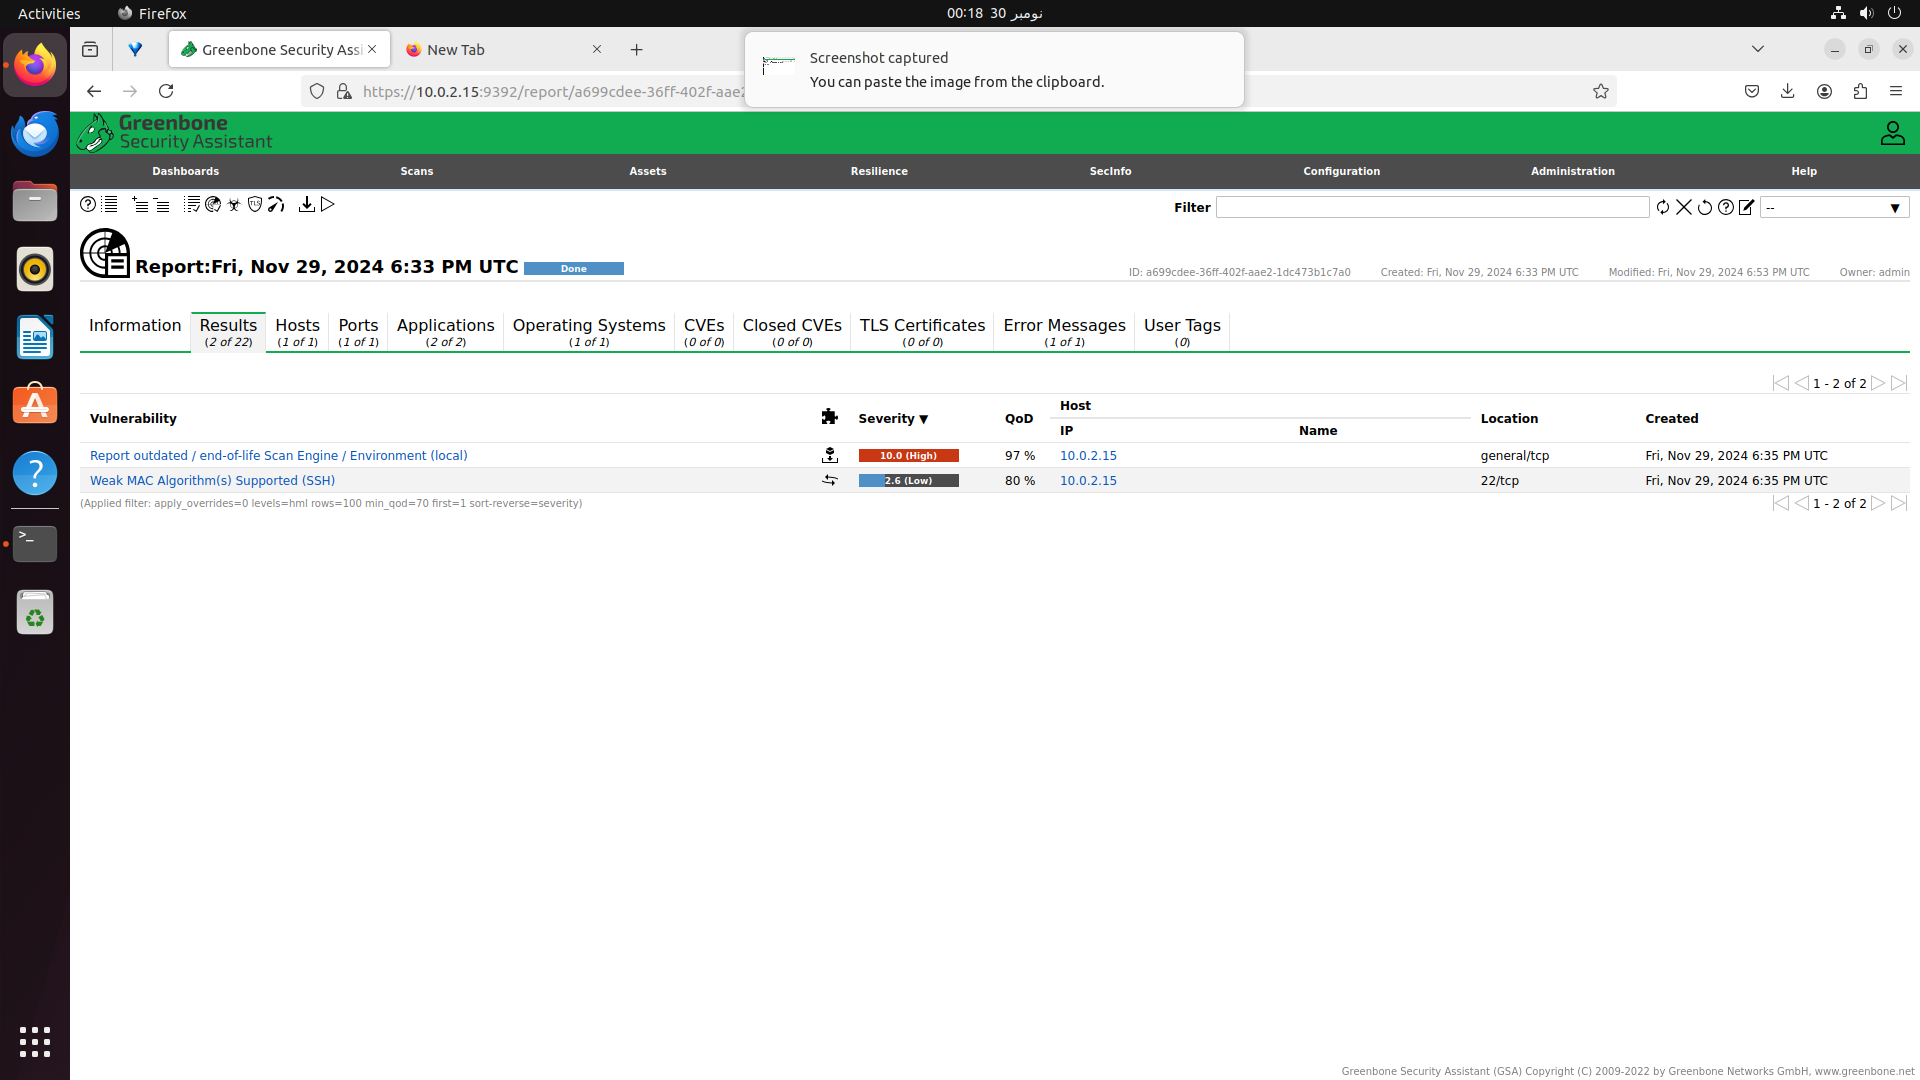 Activities
Firefox
نومبر 30  00:18
Greenbone Security Assi
New Tab
Screenshot captured
You can paste the image from the clipboard.
https://10.0.2.15:9392/report/a699cdee-36ff-402f-aae2
Greenbone
Security Assistant
Dashboards
Scans
Assets
Resilience
SecInfo
Configuration
Administration
Help
Filter
--
Report:Fri, Nov 29, 2024 6:33 PM UTC
Done
ID: a699cdee-36ff-402f-aae2-1dc473b1c7a0
Created: Fri, Nov 29, 2024 6:33 PM UTC
Modified: Fri, Nov 29, 2024 6:53 PM UTC
Owner: admin
Information
Results
(2 of 22)
Hosts
(1 of 1)
Ports
(1 of 1)
Applications
(2 of 2)
Operating Systems
(1 of 1)
CVEs
(0 of 0)
Closed CVEs
(0 of 0)
TLS Certificates
(0 of 0)
Error Messages
(1 of 1)
User Tags
(0)
1 - 2 of 2
Vulnerability
Severity ▼
QoD
Host
IP
Name
Location
Created
Report outdated / end-of-life Scan Engine / Environment (local)
10.0 (High)
97 %
10.0.2.15
general/tcp
Fri, Nov 29, 2024 6:35 PM UTC
Weak MAC Algorithm(s) Supported (SSH)
2.6 (Low)
80 %
10.0.2.15
22/tcp
Fri, Nov 29, 2024 6:35 PM UTC
(Applied filter: apply_overrides=0 levels=hml rows=100 min_qod=70 first=1 sort-reverse=severity)
1 - 2 of 2
Greenbone Security Assistant (GSA) Copyright (C) 2009-2022 by Greenbone Networks GmbH, www.greenbone.net